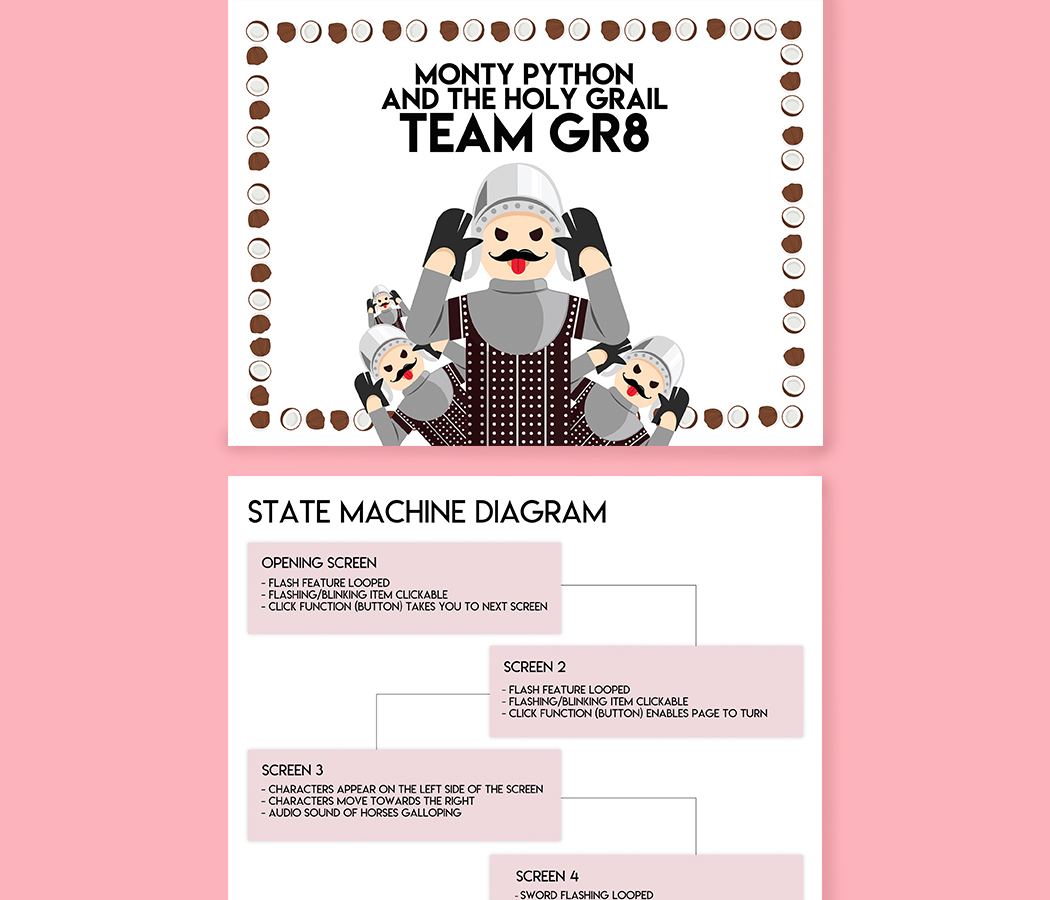 MONTY PYTHON
AND THE HOLY GRAIL
TEAM GR8
STATE MACHINE DIAGRAM
OPENING SCREEN
- FLASH FEATURE LOOPED
- FLASHING/BLINKING ITEM CLICKABLE
- CLICK FUNCTION (BUTTON) TAKES YOU TO NEXT SCREEN
SCREEN 2
- FLASH FEATURE LOOPED
- FLASHING/BLINKING ITEM CLICKABLE
- CLICK FUNCTION (BUTTON) ENABLES PAGE TO TURN
SCREEN 3
- CHARACTERS APPEAR ON THE LEFT SIDE OF THE SCREEN
- CHARACTERS MOVE TOWARDS THE RIGHT
- AUDIO SOUND OF HORSES GALLOPING
SCREEN 4
- SWORD FLASHING LOOPED